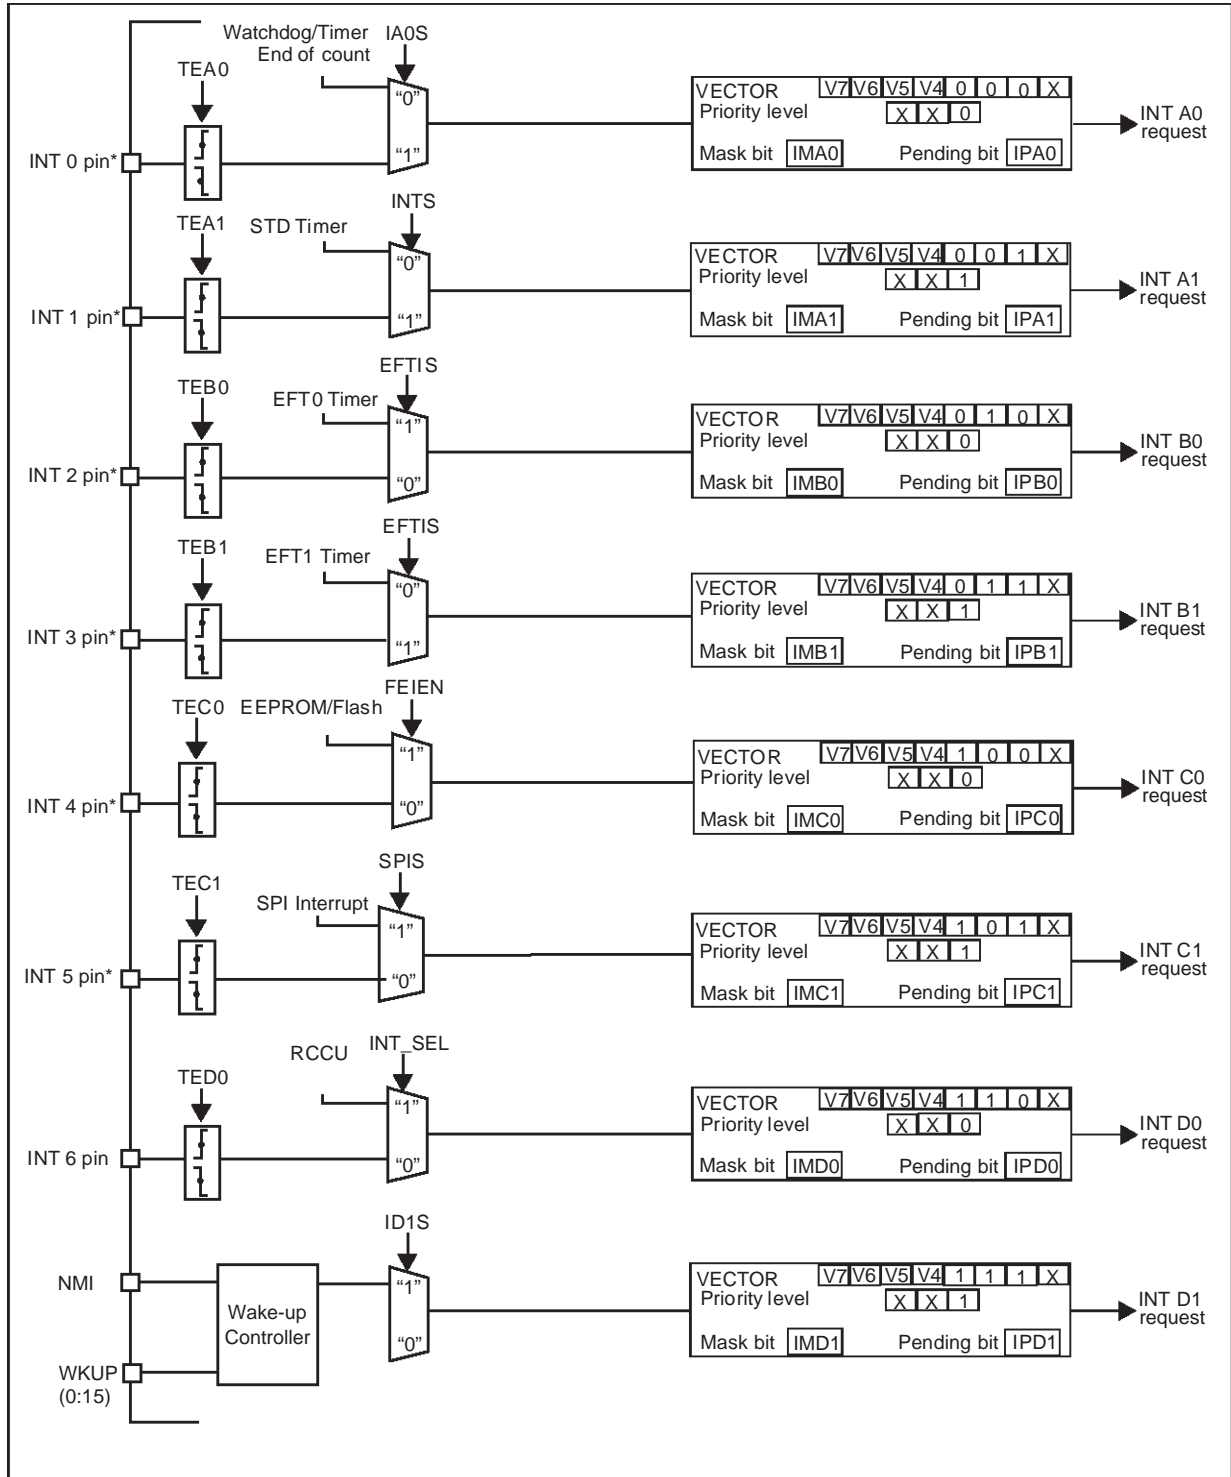 Watchdog/Timer
End of count
IA0S
TEA0
INT 0 pin*
“0”
“1”
VECTOR V7 V6 V5 V4 0 0 0 X
Priority level X X 0
Mask bit IMA0 Pending bit IPA0
INT A0
request
TEA1
STD Timer
INTS
INT 1 pin*
“0”
“1”
VECTOR V7 V6 V5 V4 0 0 1 X
Priority level X X 1
Mask bit IMA1 Pending bit IPA1
INT A1
request
TEB0
EFT0 Timer
EFTIS
INT 2 pin*
“1”
“0”
VECTOR V7 V6 V5 V4 0 1 0 X
Priority level X X 0
Mask bit IMB0 Pending bit IPB0
INT B0
request
TEB1
EFT1 Timer
EFTIS
INT 3 pin*
“0”
“1”
VECTOR V7 V6 V5 V4 0 1 1 X
Priority level X X 1
Mask bit IMB1 Pending bit IPB1
INT B1
request
TEC0
EEPROM/Flash
FEIEN
INT 4 pin*
“1”
“0”
VECTOR V7 V6 V5 V4 1 0 0 X
Priority level X X 0
Mask bit IMC0 Pending bit IPC0
INT C0
request
TEC1
SPI Interrupt
SPIS
INT 5 pin*
“1”
“0”
VECTOR V7 V6 V5 V4 1 0 1 X
Priority level X X 1
Mask bit IMC1 Pending bit IPC1
INT C1
request
TED0
RCCU
INT_SEL
INT 6 pin
“1”
“0”
VECTOR V7 V6 V5 V4 1 1 0 X
Priority level X X 0
Mask bit IMD0 Pending bit IPD0
INT D0
request
ID1S
NMI
Wake-up
Controller
WKUP
(0:15)
“1”
“0”
VECTOR V7 V6 V5 V4 1 1 1 X
Priority level X X 1
Mask bit IMD1 Pending bit IPD1
INT D1
request